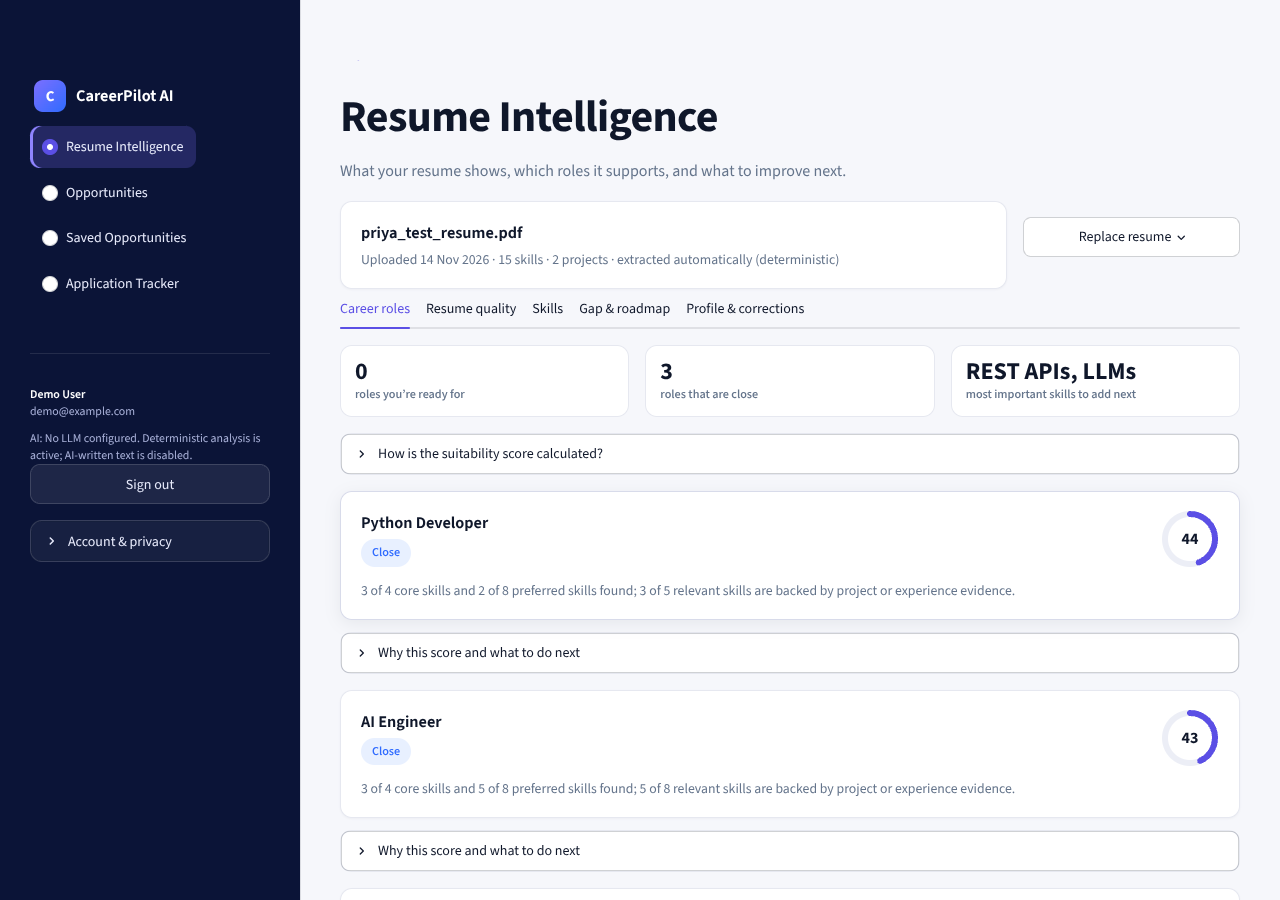 C CareerPilot AI
Resume Intelligence
Opportunities
Saved Opportunities
Application Tracker
Demo User
demo@example.com
AI: No LLM configured. Deterministic analysis is
active; AI-written text is disabled.
Sign out
Account & privacy
Resume Intelligence
What your resume shows, which roles it supports, and what to improve next.
priya_test_resume.pdf
Uploaded 14 Nov 2026 · 15 skills · 2 projects · extracted automatically (deterministic)
Replace resume
Career roles Resume quality Skills Gap & roadmap Profile & corrections
0
roles you’re ready for
3
roles that are close
REST APIs, LLMs
most important skills to add next
How is the suitability score calculated?
Python Developer
Close
44
3 of 4 core skills and 2 of 8 preferred skills found; 3 of 5 relevant skills are backed by project or experience evidence.
Why this score and what to do next
AI Engineer
Close
43
3 of 4 core skills and 5 of 8 preferred skills found; 5 of 8 relevant skills are backed by project or experience evidence.
Why this score and what to do next